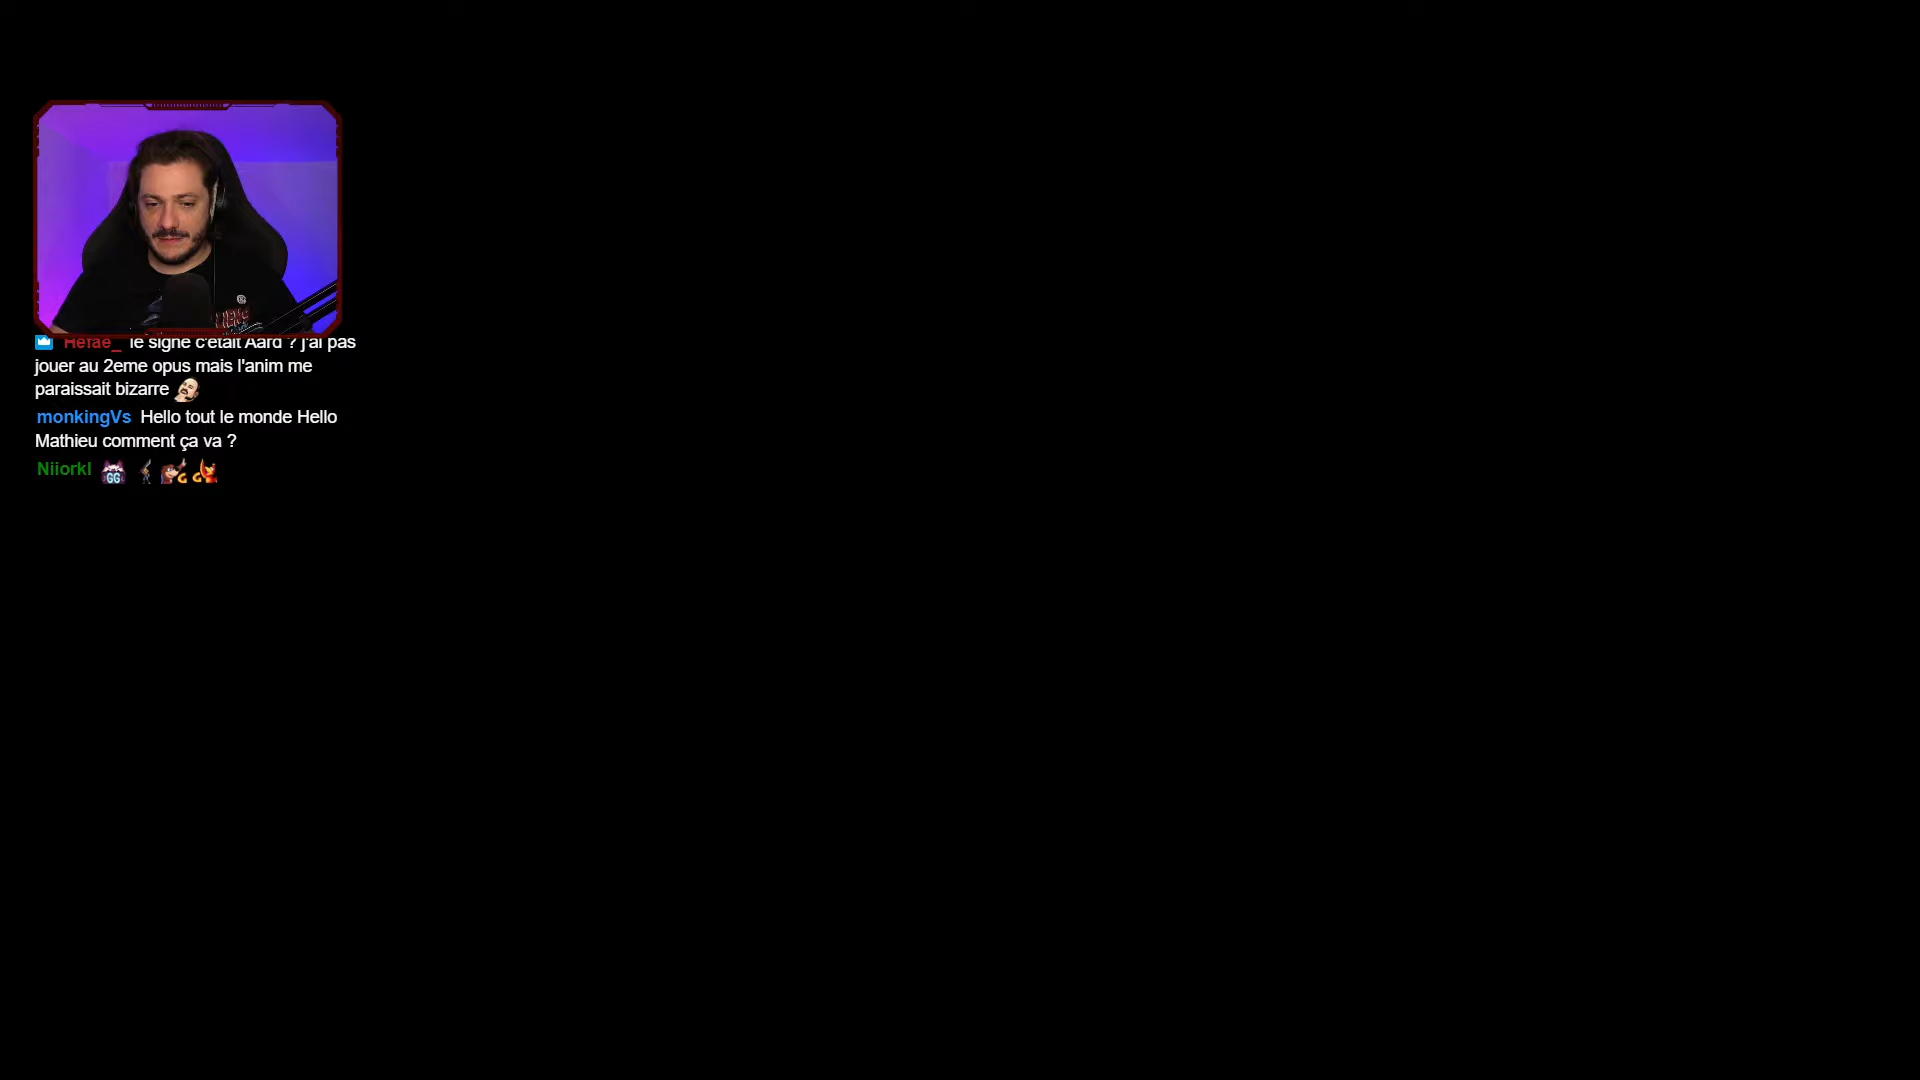 Hefae_ le signe c'était Aard ? j'ai pas
jouer au 2eme opus mais l'anim me
paraissait bizarre
monkingVs Hello tout le monde Hello
Mathieu comment ça va ?
Niiorkl GG